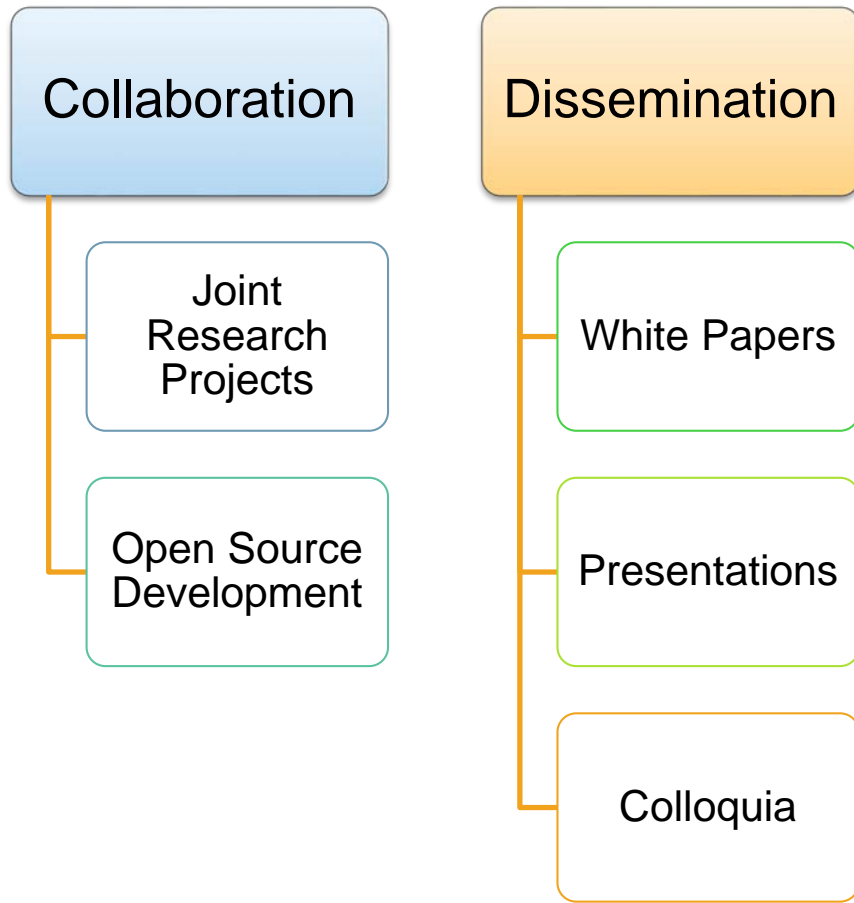 Collaboration
Joint
Research
Projects
Open Source
Development
Dissemination
White Papers
Presentations
Colloquia